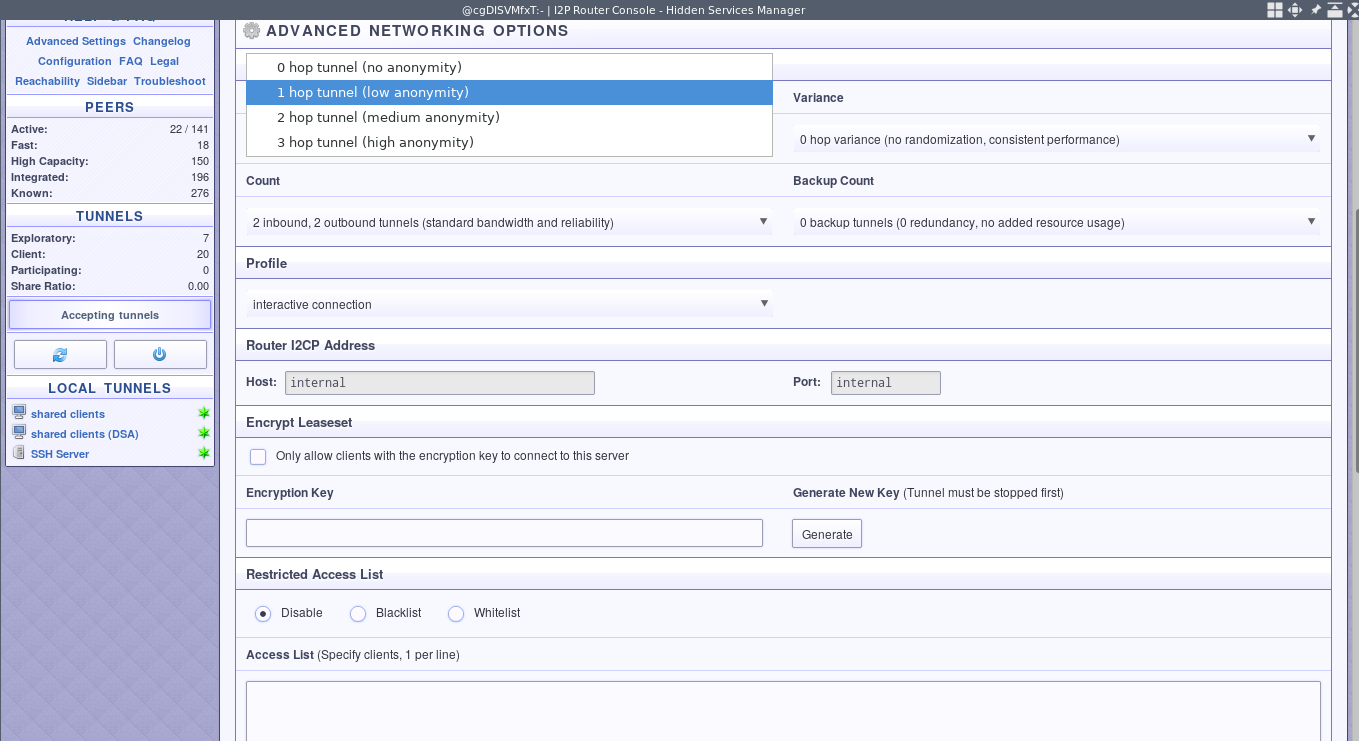 @cgDISVMfxT:- | I2P Router Console - Hidden Services Manager
Advanced Settings Changelog
Configuration FAQ Legal
Reachability Sidebar Troubleshoot
PEERS
Active: 22 / 141
Fast: 18
High Capacity: 150
Integrated: 196
Known: 276
TUNNELS
Exploratory: 7
Client: 20
Participating: 0
Share Ratio: 0.00
Accepting tunnels
LOCAL TUNNELS
shared clients
shared clients (DSA)
SSH Server
ADVANCED NETWORKING OPTIONS
0 hop tunnel (no anonymity)
1 hop tunnel (low anonymity)
2 hop tunnel (medium anonymity)
3 hop tunnel (high anonymity)
Variance
0 hop variance (no randomization, consistent performance)
Count Backup Count
2 inbound, 2 outbound tunnels (standard bandwidth and reliability) 0 backup tunnels (0 redundancy, no added resource usage)
Profile
interactive connection
Router I2CP Address
Host: internal Port: internal
Encrypt Leaseset
Only allow clients with the encryption key to connect to this server
Encryption Key Generate New Key (Tunnel must be stopped first)
Generate
Restricted Access List
Disable Blacklist Whitelist
Access List (Specify clients, 1 per line)